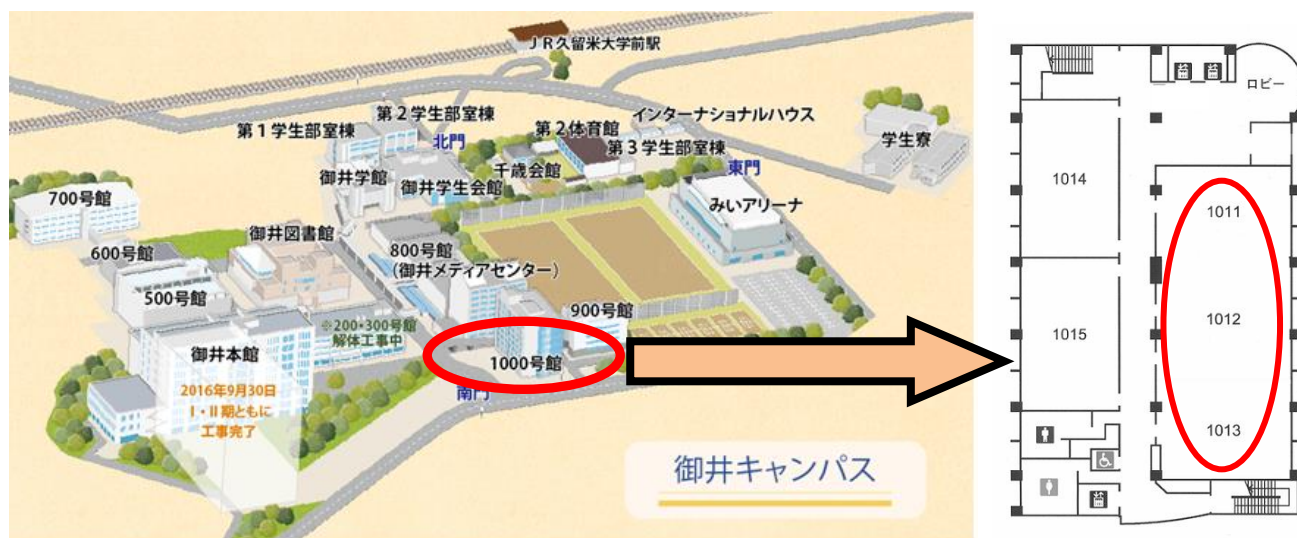 JR久留米大学前駅
第2学生部室棟
第1学生部室棟
北門
インターナショナルハウス
第2体育館
第3学生部室棟
学生寮
千歳会館
東門
御井学館
御井学生会館
700号館
みいアリーナ
御井図書館
600号館
800号館
(御井メディアセンター)
500号館
900号館
※200・300号館
解体工事中
御井本館
1000号館
2016年9月30日
Ⅰ・Ⅱ期ともに
工事完了
南門
御井キャンパス
ロビー
1014
1011
1012
1015
1013